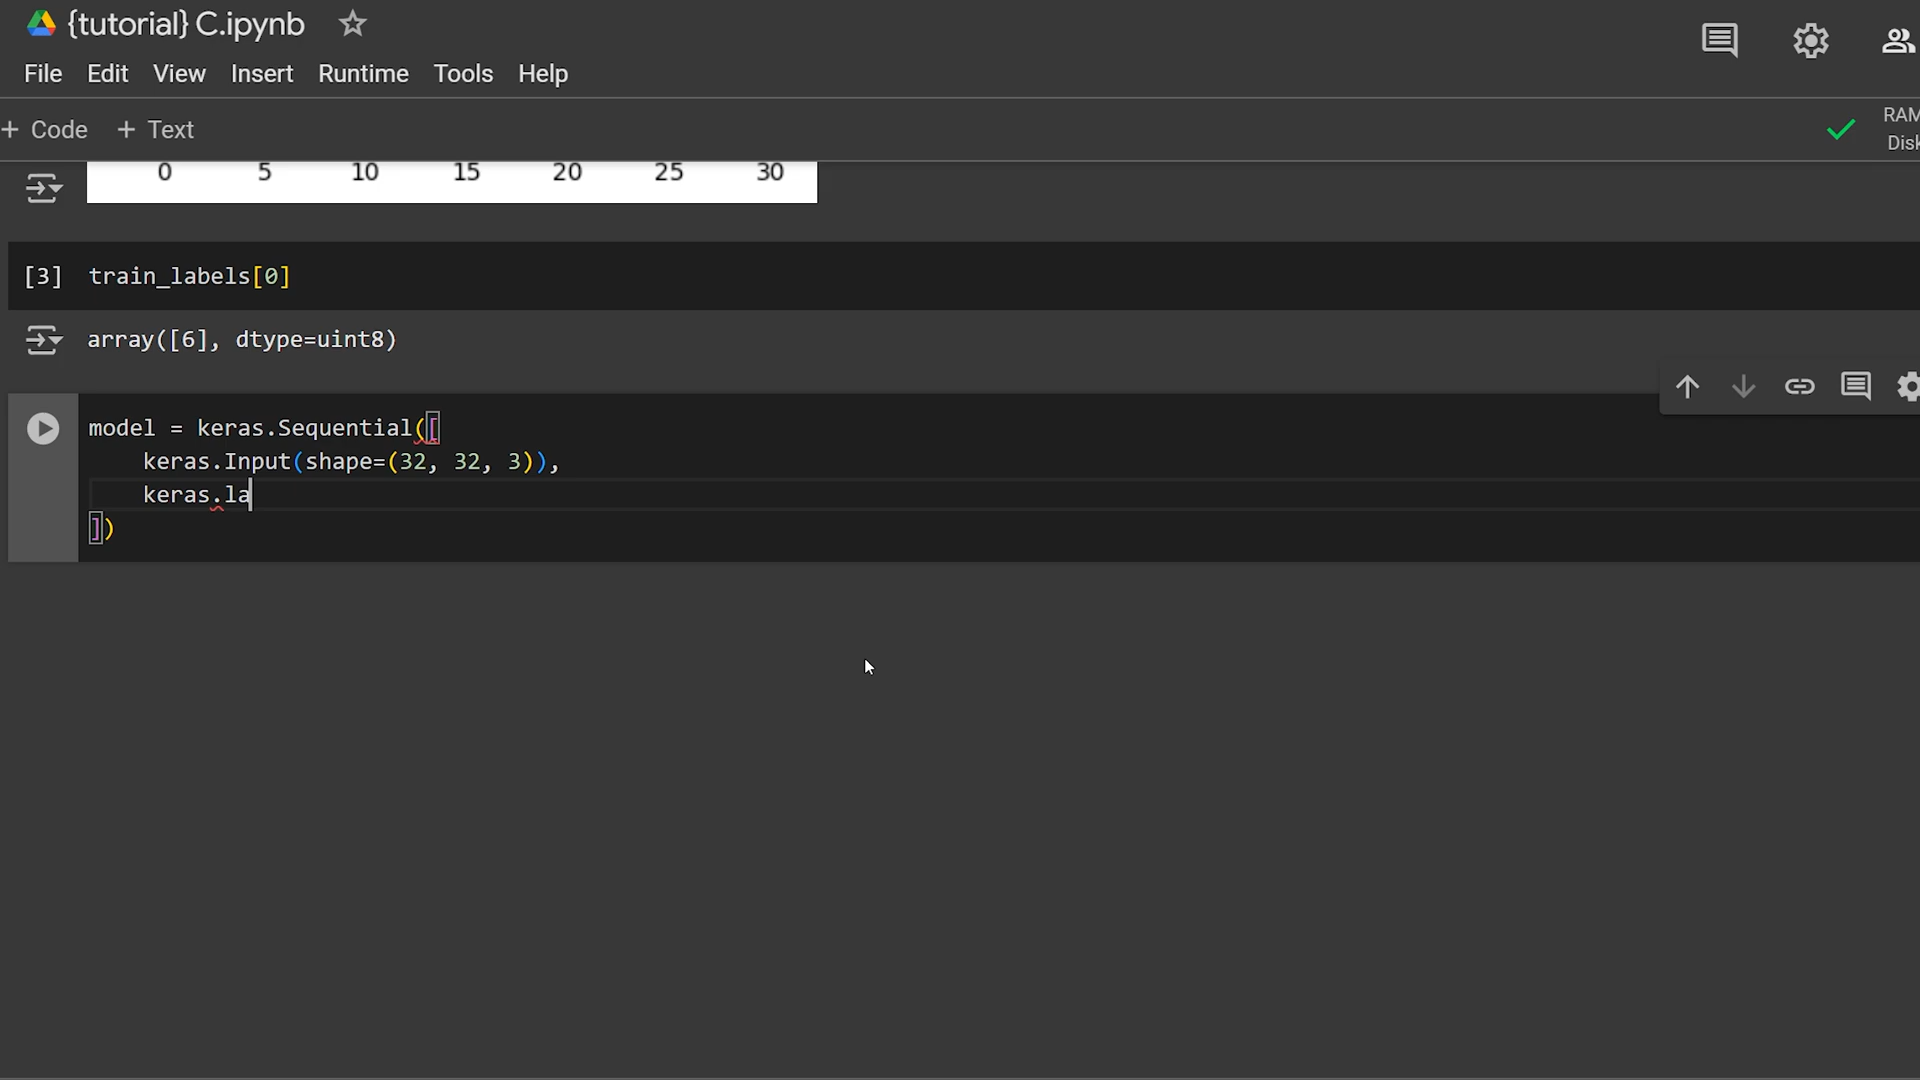 {tutorial} C.ipynb
File Edit View Insert Runtime Tools Help
+ Code + Text
RAM
Disk
0 5 10 15 20 25 30
[3] train_labels[0]
array([6], dtype=uint8)
model = keras.Sequential([
    keras.Input(shape=(32, 32, 3)),
    keras.la
])